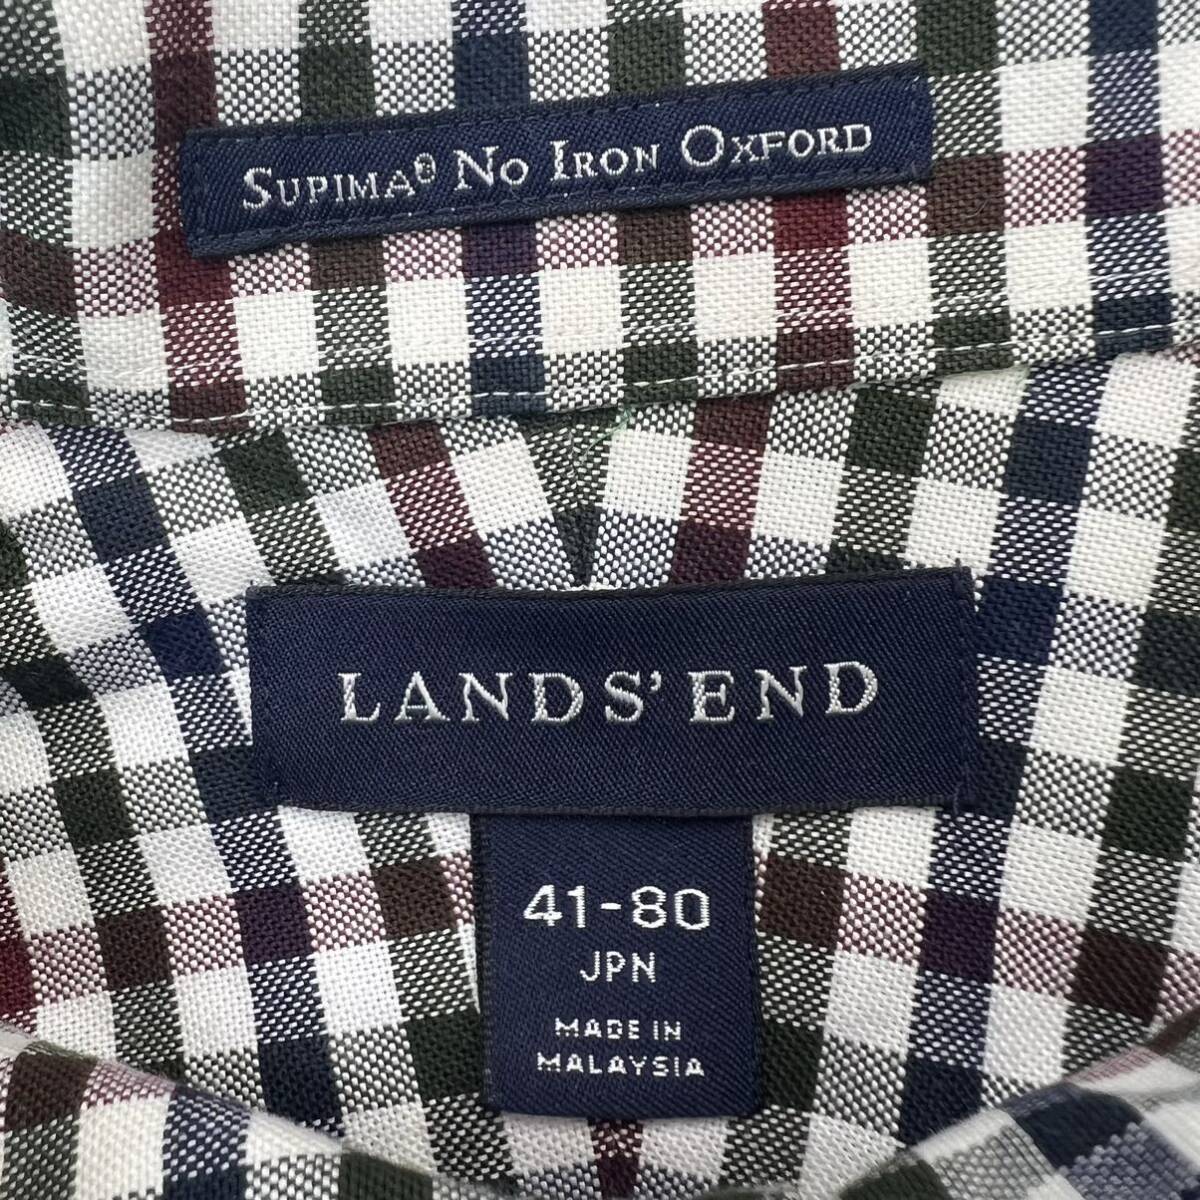 SUPIMA® NO IRON OXFORD
LANDS' END
41-80
JPN
MADE IN
MALAYSIA